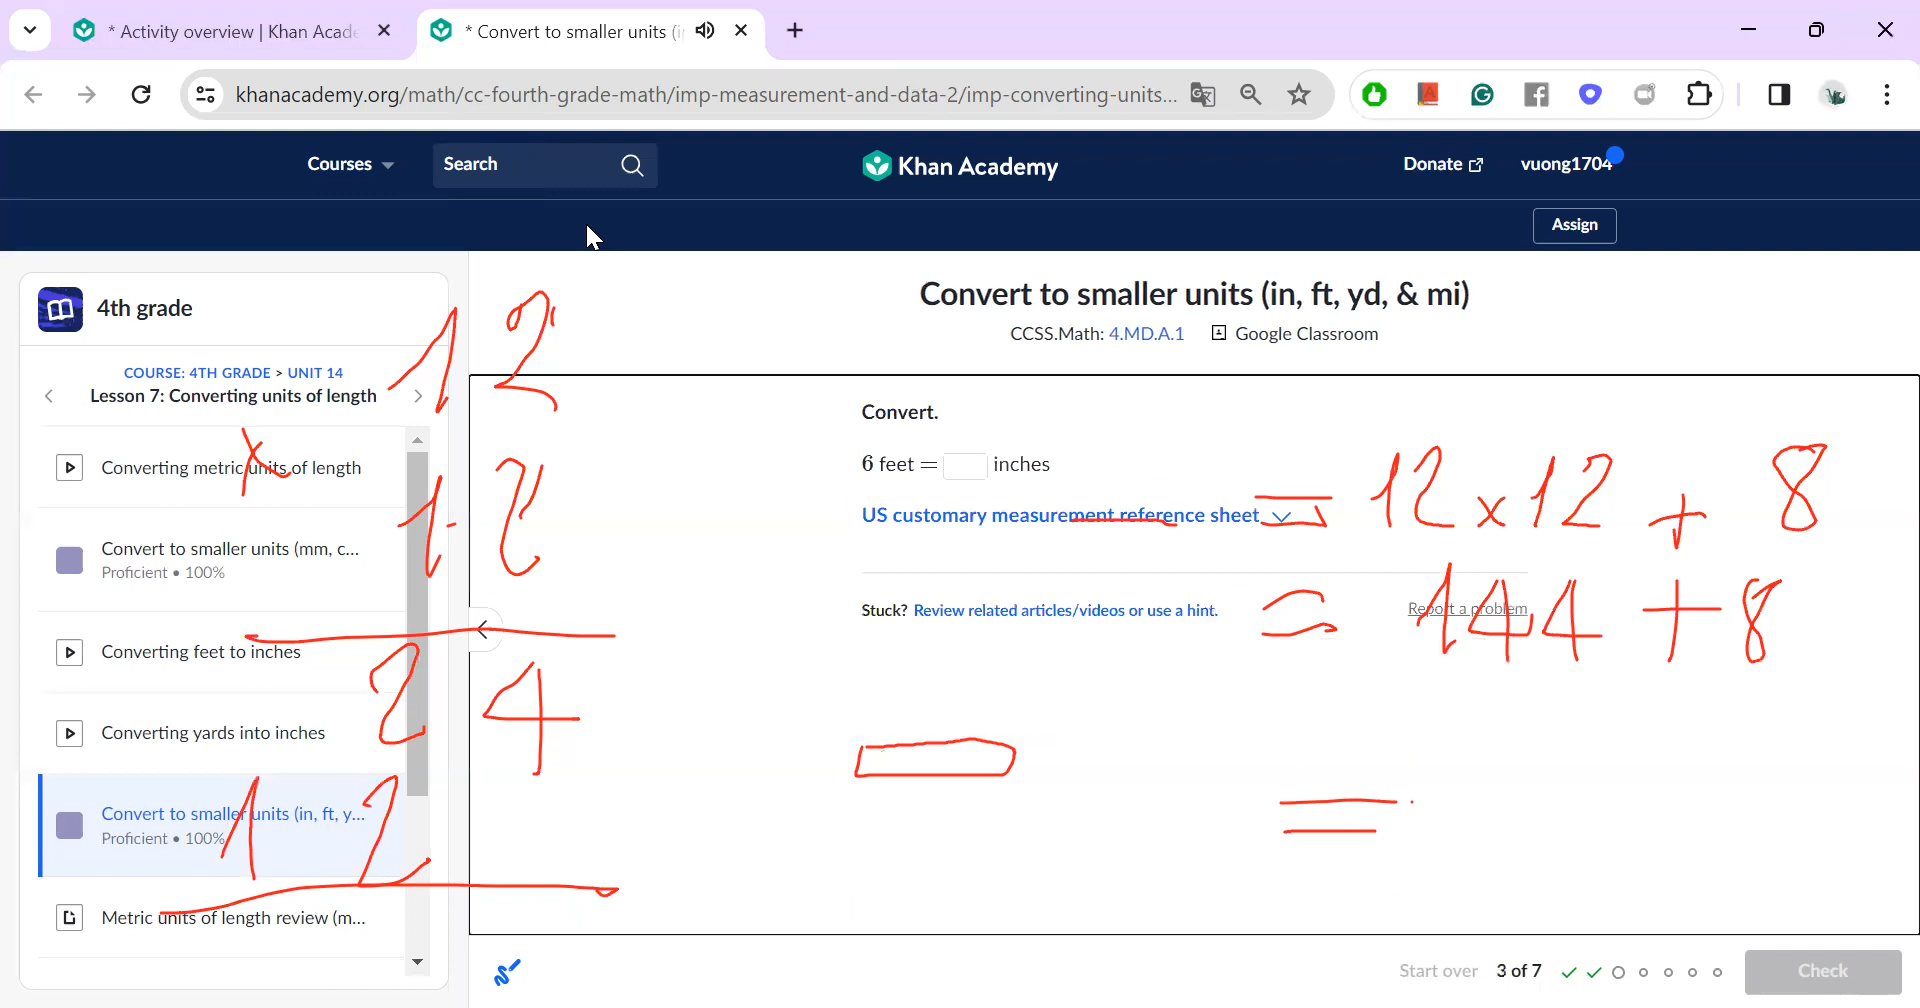 * Activity overview | Khan Acade
* Convert to smaller units (i
khanacademy.org/math/cc-fourth-grade-math/imp-measurement-and-data-2/imp-converting-units...
Courses
Search
Khan Academy
Donate
vuong1704
Assign
4th grade
COURSE: 4TH GRADE > UNIT 14
Lesson 7: Converting units of length
Converting metric units of length
Convert to smaller units (mm, c...
Proficient • 100%
Converting feet to inches
Converting yards into inches
Convert to smaller units (in, ft, y...
Proficient • 100%
Metric units of length review (m...
12
x
12
24
12
Convert to smaller units (in, ft, yd, & mi)
CCSS.Math: 4.MD.A.1
Google Classroom
Convert.
6 feet = inches
US customary measurement reference sheet
= 12 x 12 + 8
Stuck? Review related articles/videos or use a hint.
Report a problem
= 144 + 8
=
Start over
3 of 7
Check